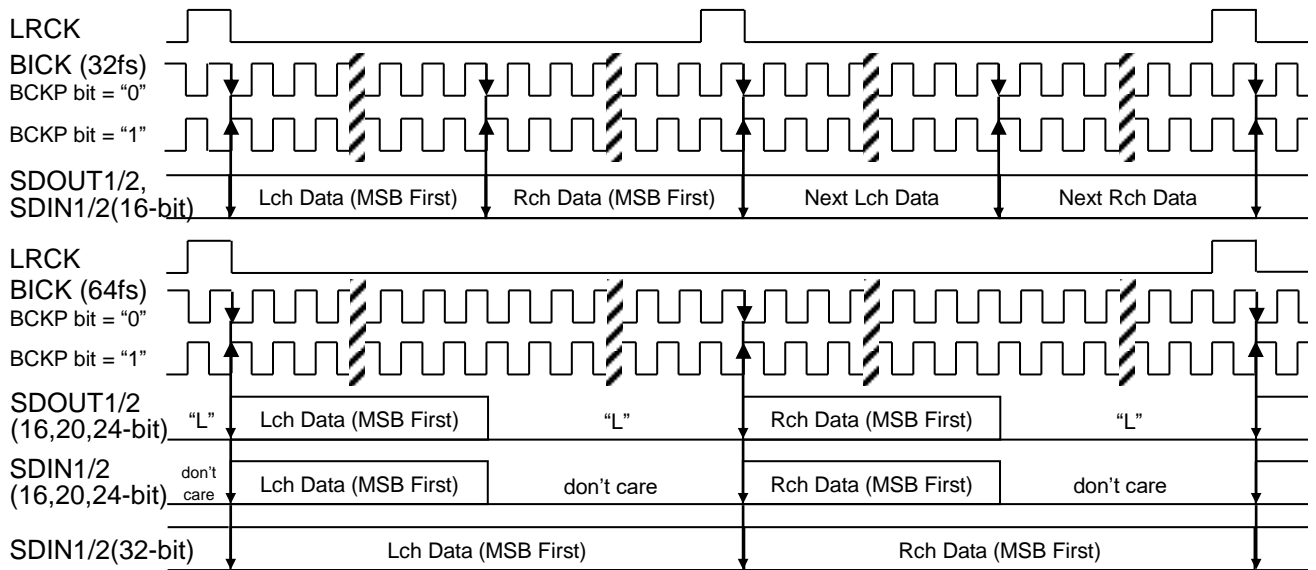 LRCK
BICK (32fs)
BCKP bit = “0”
BCKP bit = “1”
SDOUT1/2,
SDIN1/2(16-bit)
Lch Data (MSB First)
Rch Data (MSB First)
Next Lch Data
Next Rch Data
LRCK
BICK (64fs)
BCKP bit = “0”
BCKP bit = “1”
SDOUT1/2
(16,20,24-bit)
“L”
Lch Data (MSB First)
“L”
Rch Data (MSB First)
“L”
SDIN1/2
(16,20,24-bit)
don’t
care
Lch Data (MSB First)
don’t care
Rch Data (MSB First)
don’t care
SDIN1/2(32-bit)
Lch Data (MSB First)
Rch Data (MSB First)